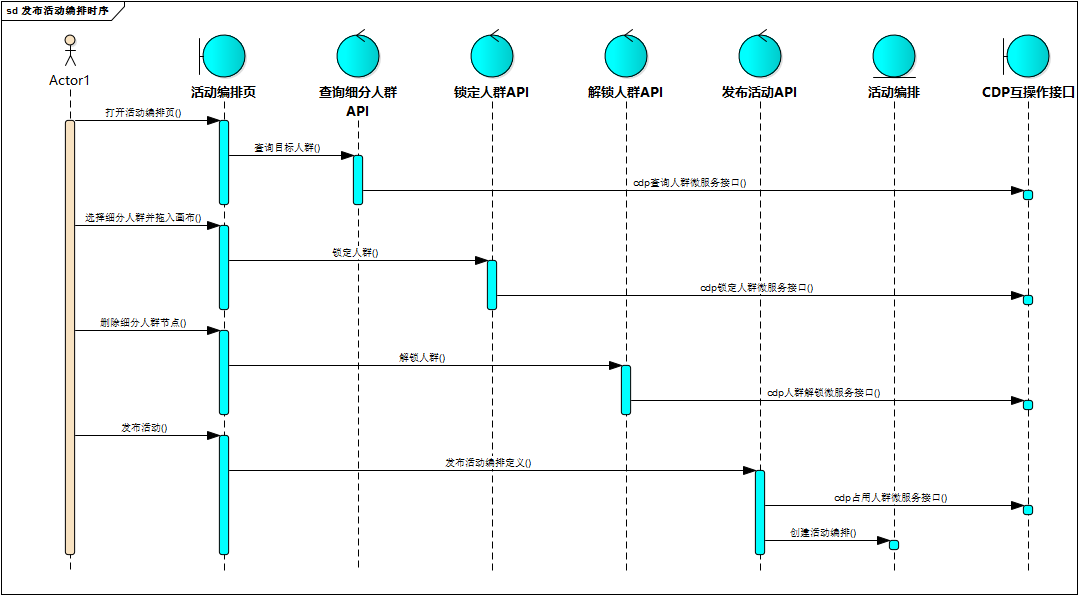 sd 发布活动编排时序
Actor1
活动编排页
查询细分人群
API
锁定人群API
解锁人群API
发布活动API
活动编排
CDP互操作接口
打开活动编排页()
查询目标人群()
cdp查询人群微服务接口()
选择细分人群并拖入画布()
锁定人群()
cdp锁定人群微服务接口()
删除细分人群节点()
解锁人群()
cdp人群解锁微服务接口()
发布活动()
发布活动编排定义()
cdp占用人群微服务接口()
创建活动编排()